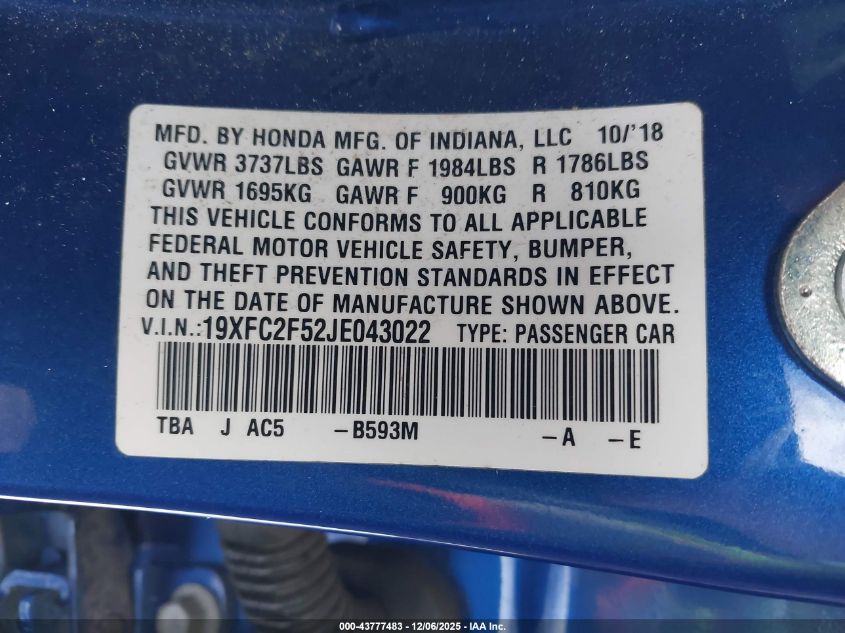 MFD. BY HONDA MFG. OF INDIANA, LLC 10/'18
GVWR 3737LBS GAWR F 1984LBS R 1786LBS
GVWR 1695KG GAWR F 900KG R 810KG
THIS VEHICLE CONFORMS TO ALL APPLICABLE
FEDERAL MOTOR VEHICLE SAFETY, BUMPER,
AND THEFT PREVENTION STANDARDS IN EFFECT
ON THE DATE OF MANUFACTURE SHOWN ABOVE.
V.I.N.:19XFC2F52JE043022 TYPE: PASSENGER CAR
TBA J AC5 -B593M -A -E
000-43777483 - 12/06/2025 - IAA Inc.